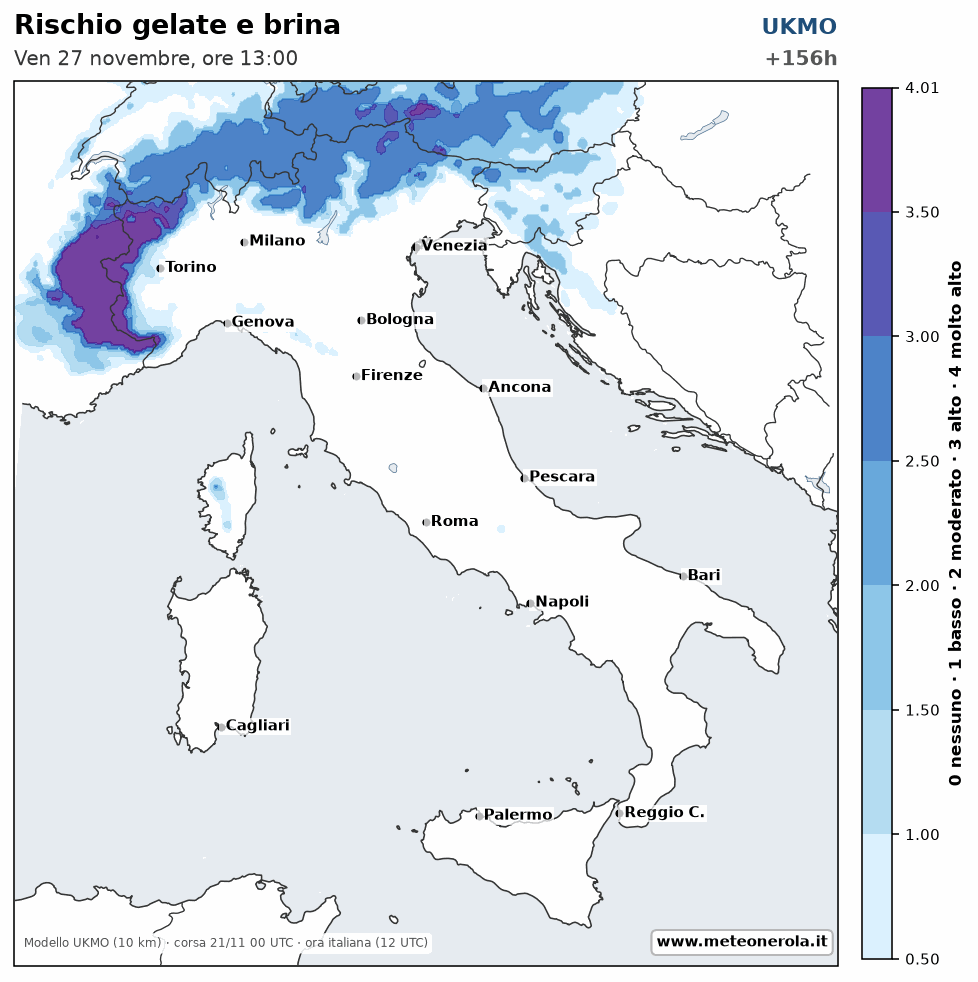 Rischio gelate e brina
UKMO
Ven 27 novembre, ore 13:00
+156h
4.01
3.50
3.00
2.50
2.00
1.50
1.00
0.50
0 nessuno · 1 basso · 2 moderato · 3 alto · 4 molto alto
Milano
Venezia
Torino
Genova
Bologna
Firenze
Ancona
Pescara
Roma
Bari
Napoli
Cagliari
Palermo
Reggio C.
Modello UKMO (10 km) · corsa 21/11 00 UTC · ora italiana (12 UTC)
www.meteonerola.it